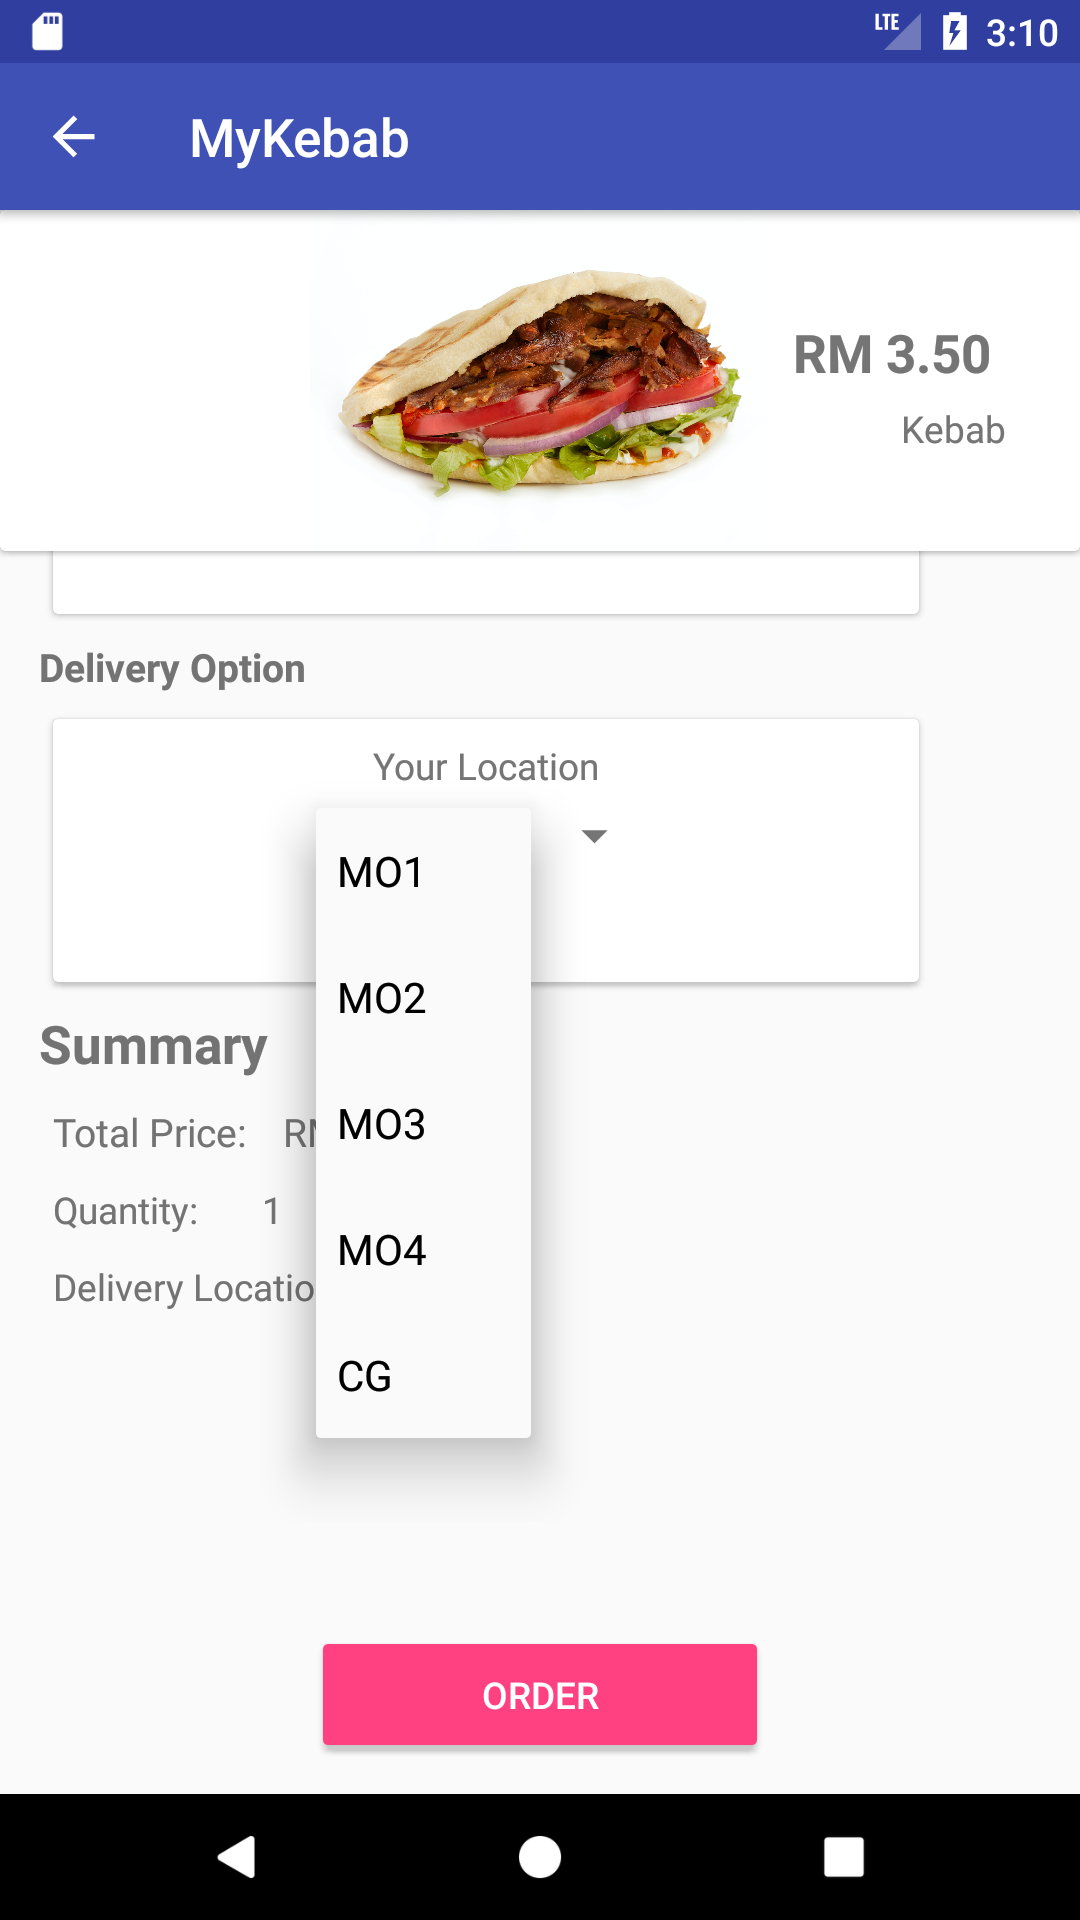 LTE 3:10
MyKebab
RM 3.50
Kebab
Delivery Option
Your Location
MO1
MO2
Summary
MO3
Total Price:
Quantity: 1
MO4
Delivery Locatio
CG
ORDER